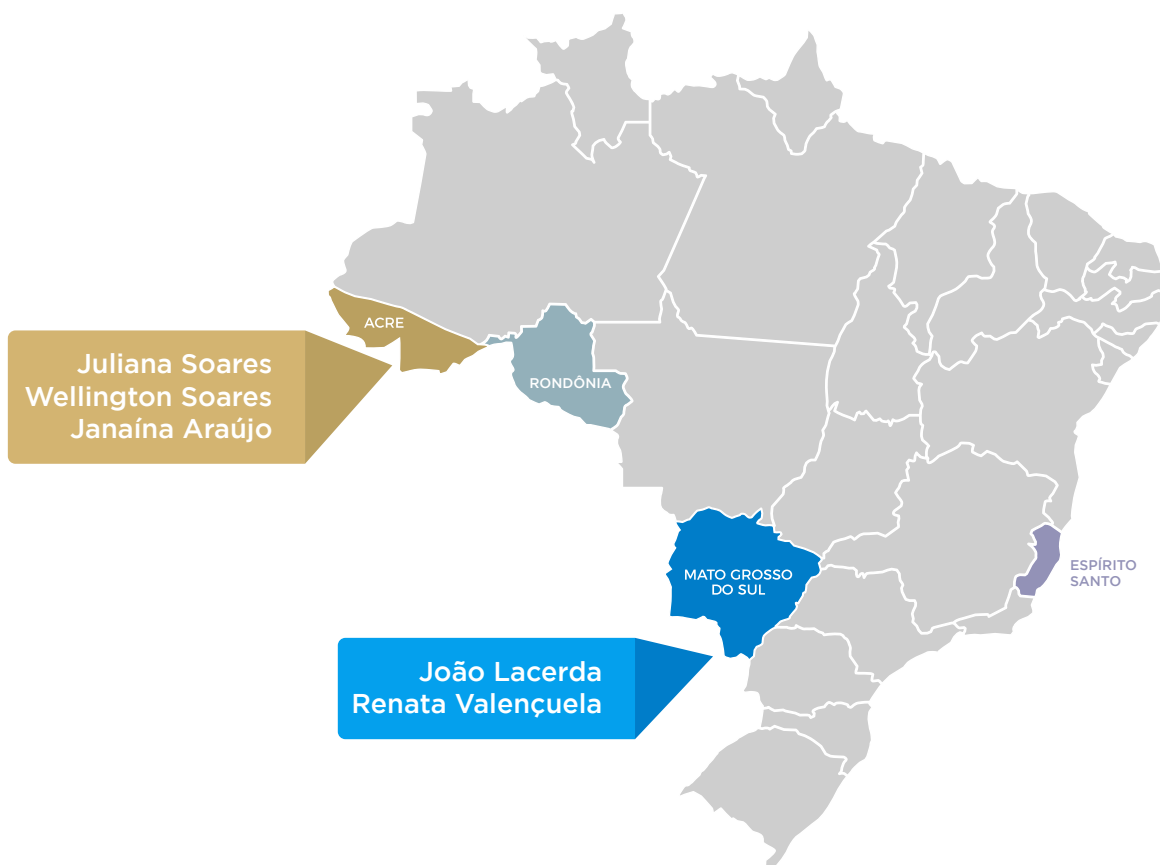 ACRE
Juliana Soares
Wellington Soares
Janaína Araújo
RONDÔNIA
MATO GROSSO
DO SUL
ESPÍRITO
SANTO
João Lacerda
Renata Valençuela